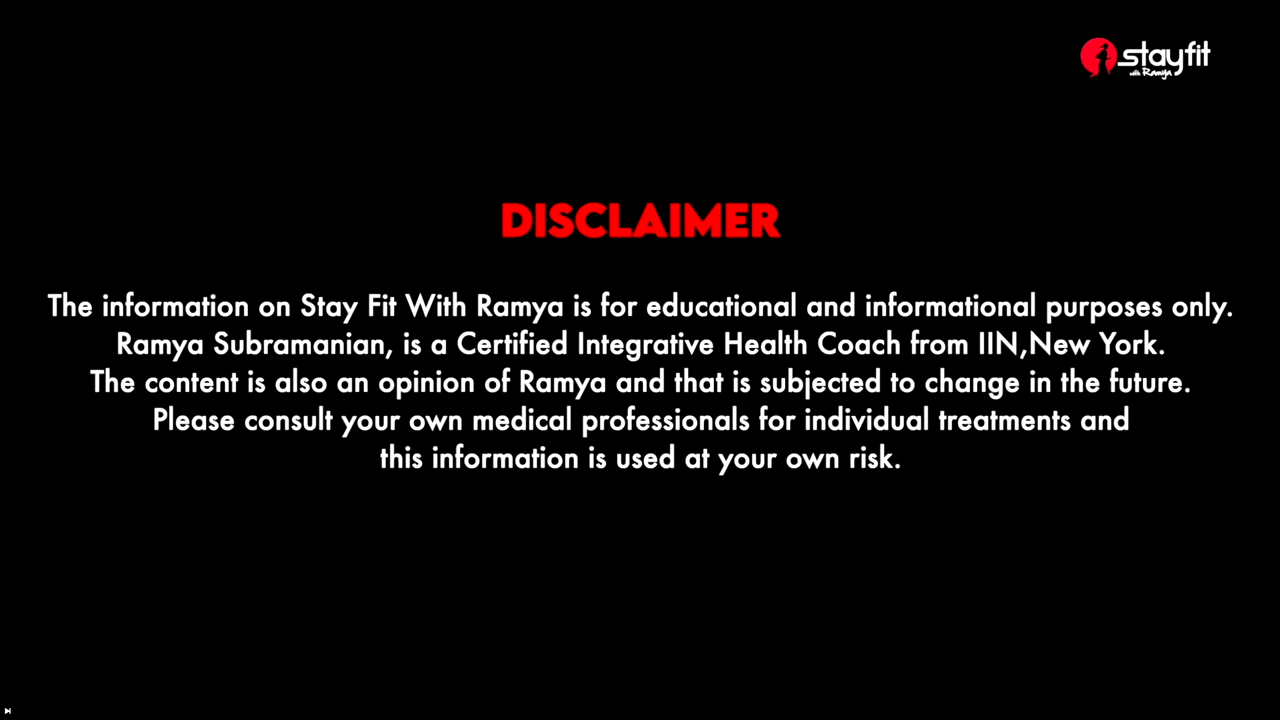 stayfit
with Ramya
DISCLAIMER
The information on Stay Fit With Ramya is for educational and informational purposes only.
Ramya Subramanian, is a Certified Integrative Health Coach from IIN,New York.
The content is also an opinion of Ramya and that is subjected to change in the future.
Please consult your own medical professionals for individual treatments and
this information is used at your own risk.